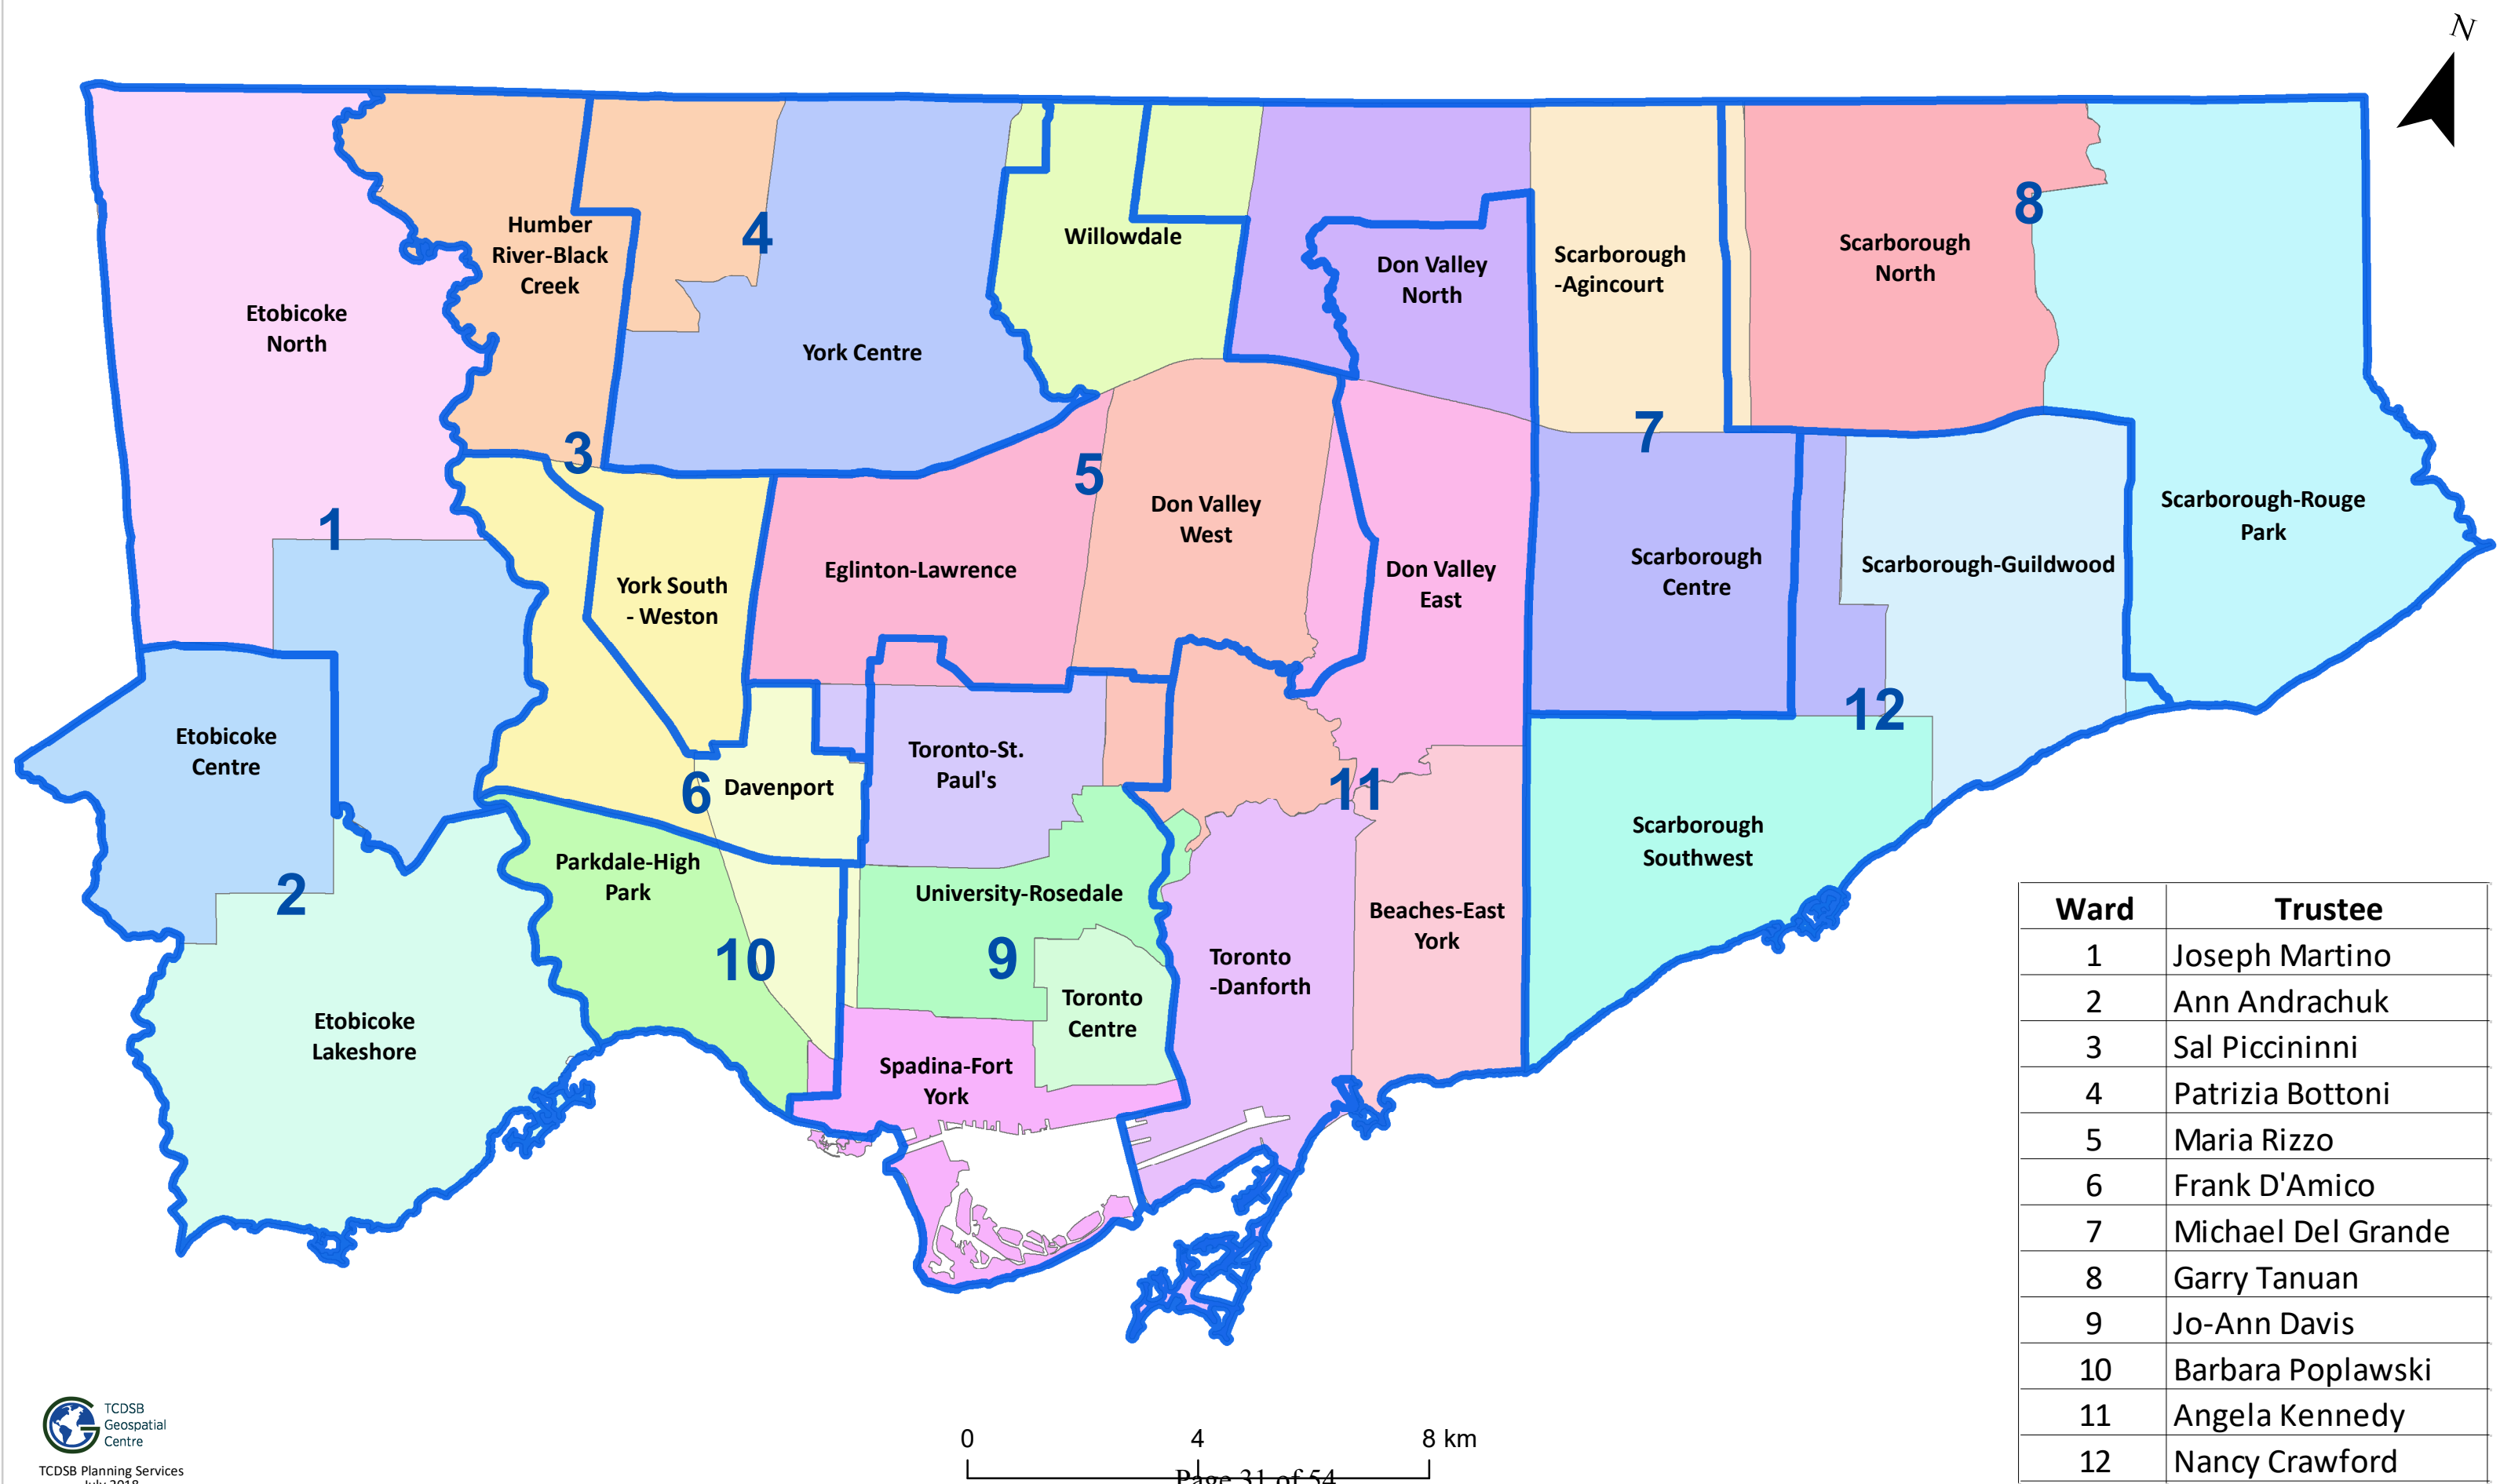 N
Humber
River-Black
Creek
4
Willowdale
8
Scarborough
-Agincourt
Scarborough
North
Don Valley
North
Etobicoke
North
York Centre
3
5
7
Scarborough-Rouge
Park
1
Don Valley
West
Eglinton-Lawrence
York South
- Weston
Don Valley
East
Scarborough
Centre
Scarborough-Guildwood
12
Etobicoke
Centre
Toronto-St.
Paul's
6
Davenport
11
Scarborough
Southwest
Parkdale-High
Park
2
University-Rosedale
Beaches-East
York
10
9
Toronto
-Danforth
Toronto
Centre
Etobicoke
Lakeshore
Spadina-Fort
York
Ward Trustee
1 Joseph Martino
2 Ann Andrachuk
3 Sal Piccininni
4 Patrizia Bottoni
5 Maria Rizzo
6 Frank D'Amico
7 Michael Del Grande
8 Garry Tanuan
9 Jo-Ann Davis
10 Barbara Poplawski
11 Angela Kennedy
12 Nancy Crawford
TCDSB
Geospatial
Centre
TCDSB Planning Services
July 2018
0 4 8 km
Page 31 of 54